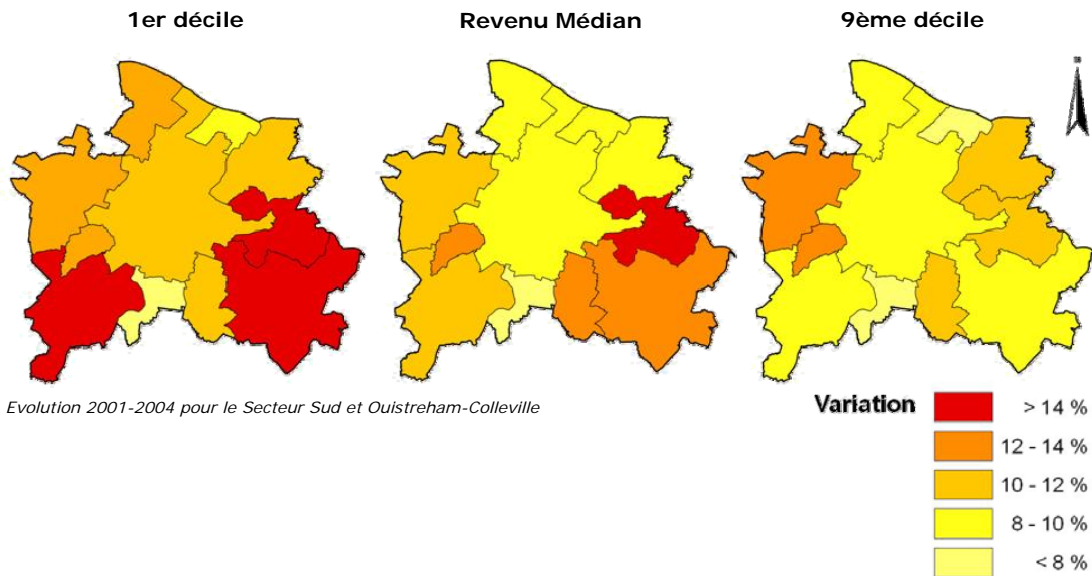 1er décile
Revenu Médian
9ème décile
Evolution 2001-2004 pour le Secteur Sud et Ouistreham-Colleville
Variation
> 14 %
12 - 14 %
10 - 12 %
8 - 10 %
< 8 %